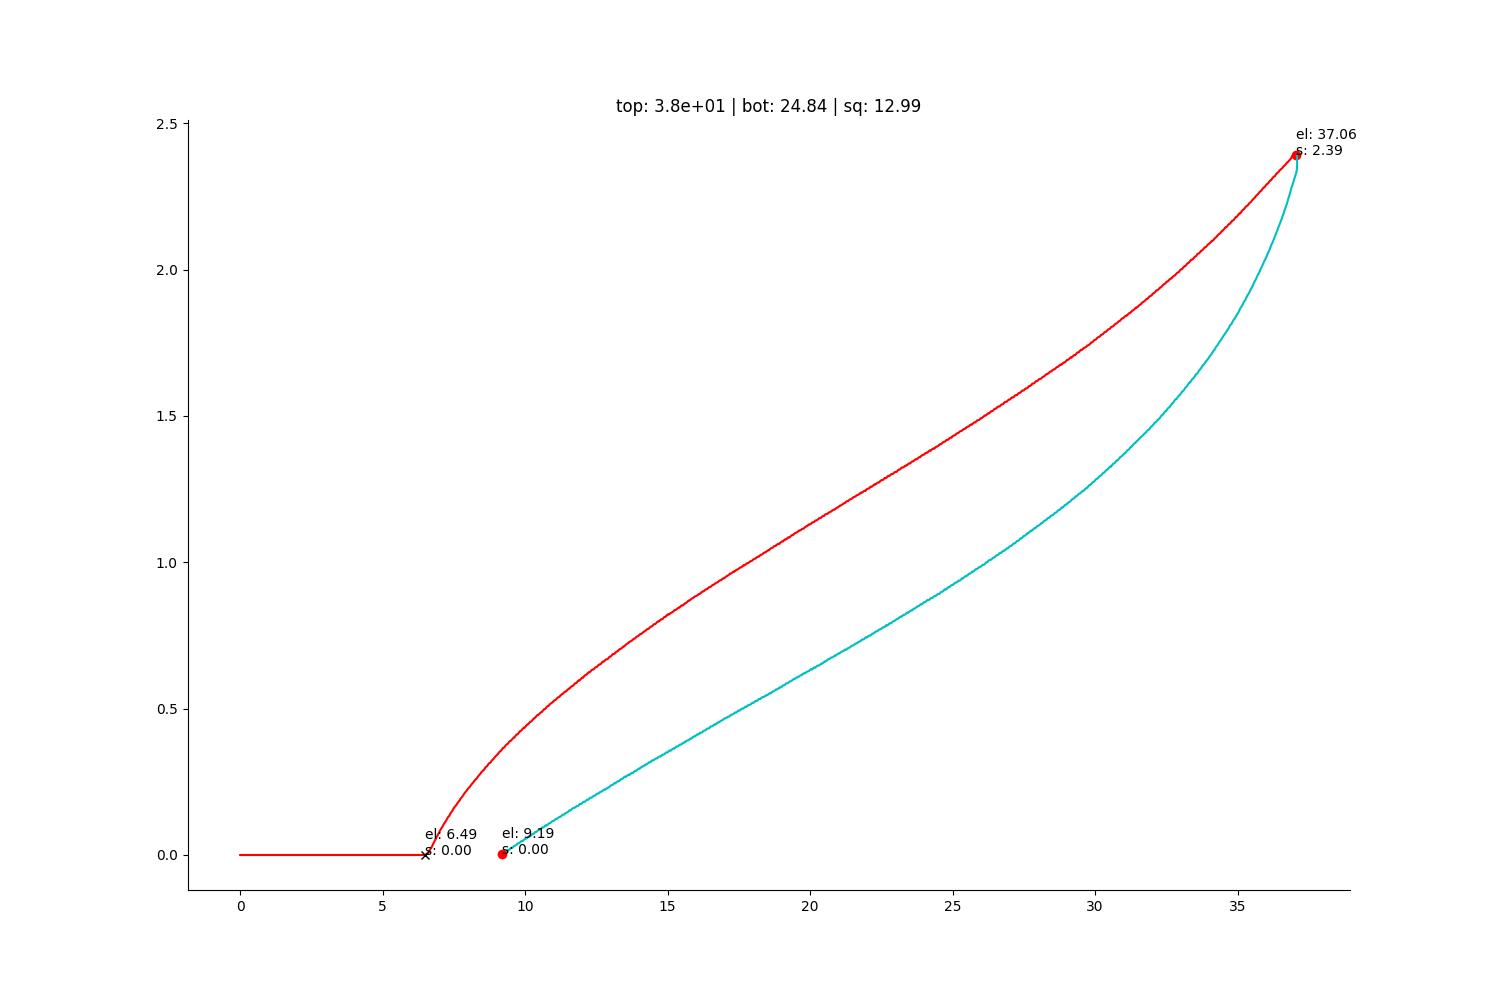 top: 3.8e+01 | bot: 24.84 | sq: 12.99
2.5
el: 37.06
s: 2.39
2.0
1.5
1.0
0.5
el: 6.49
s: 0.00
el: 9.19
s: 0.00
0.0
0 5 10 15 20 25 30 35